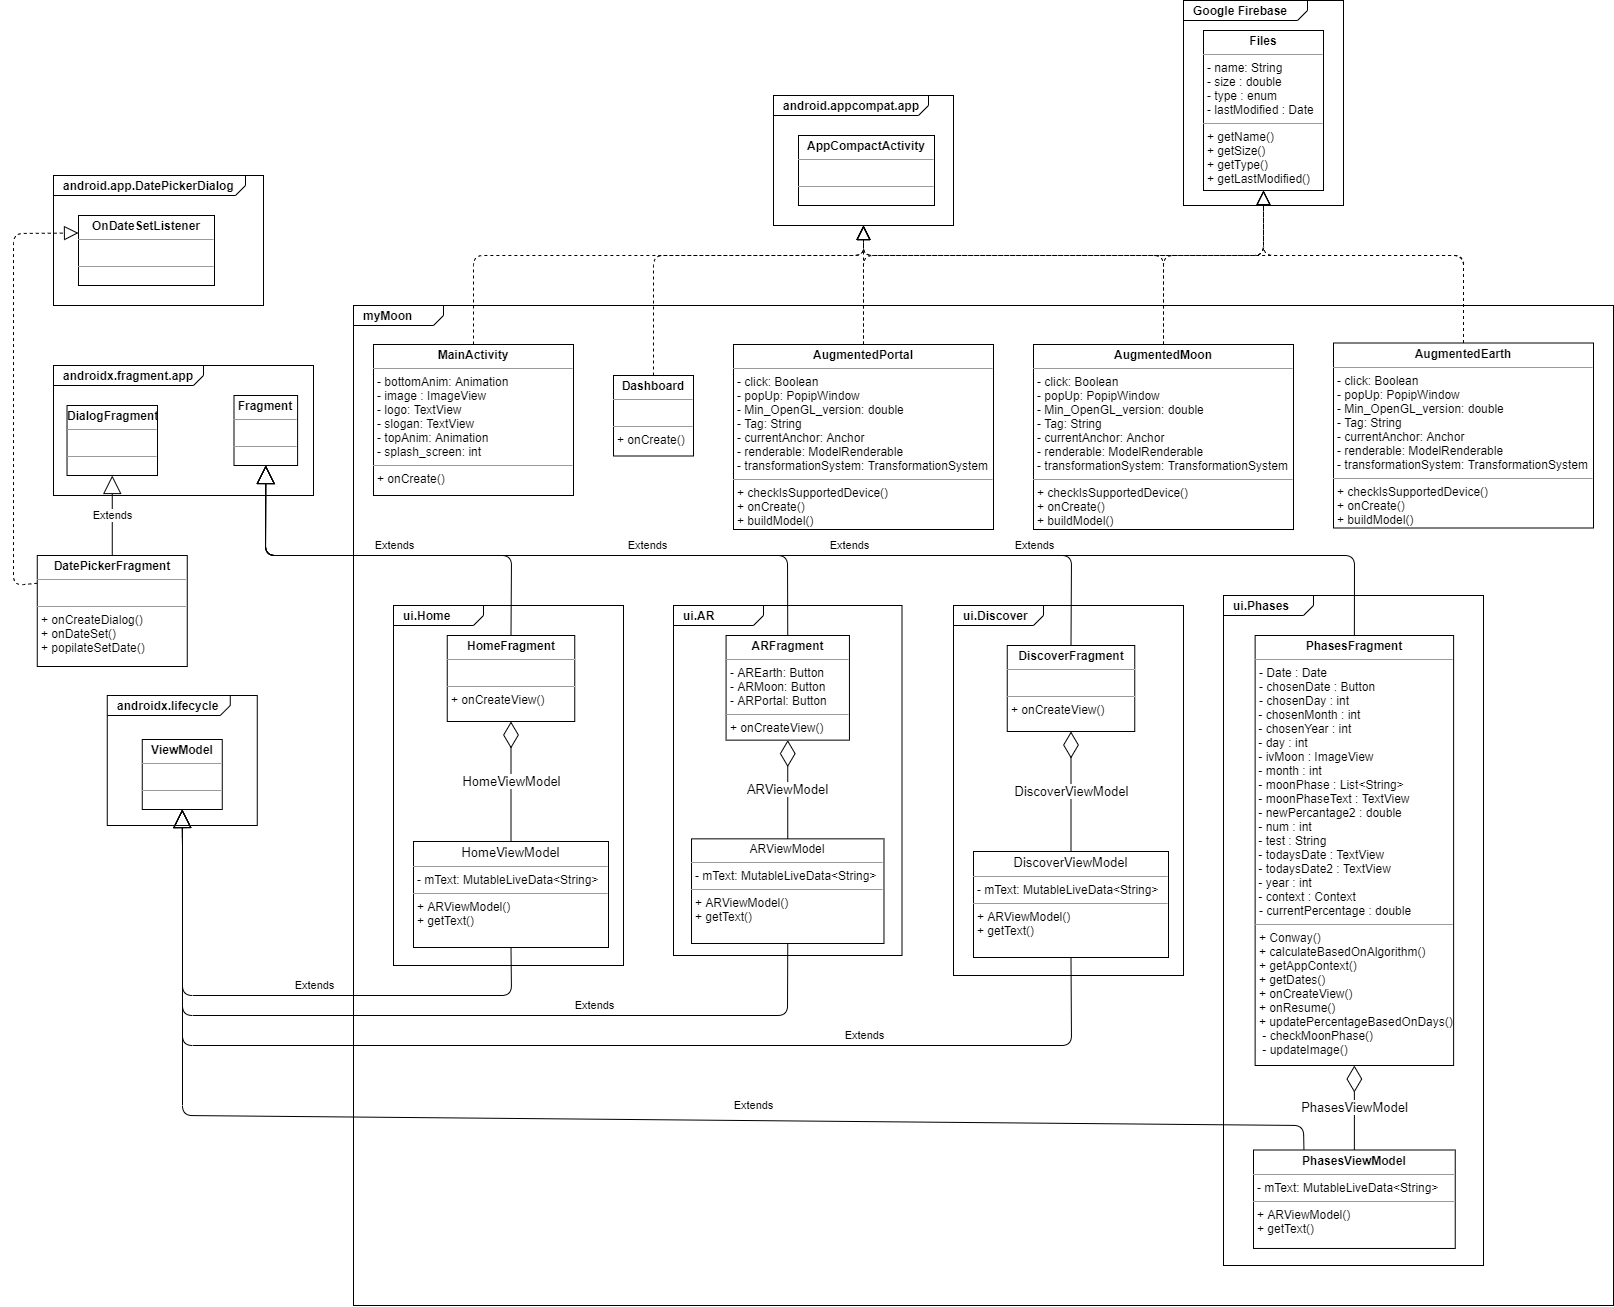 Google Firebase
Files
- name: String
- size : double
- type : enum
- lastModified : Date
+ getName()
+ getSize()
+ getType()
+ getLastModified()
android.appcompat.app
AppCompactActivity
android.app.DatePickerDialog
OnDateSetListener
myMoon
MainActivity
- bottomAnim: Animation
- image : ImageView
- logo: TextView
- slogan: TextView
- topAnim: Animation
- splash_screen: int
+ onCreate()
Dashboard
+ onCreate()
AugmentedPortal
- click: Boolean
- popUp: PopipWindow
- Min_OpenGL_version: double
- Tag: String
- currentAnchor: Anchor
- renderable: ModelRenderable
- transformationSystem: TransformationSystem
+ checkIsSupportedDevice()
+ onCreate()
+ buildModel()
AugmentedMoon
- click: Boolean
- popUp: PopipWindow
- Min_OpenGL_version: double
- Tag: String
- currentAnchor: Anchor
- renderable: ModelRenderable
- transformationSystem: TransformationSystem
+ checkIsSupportedDevice()
+ onCreate()
+ buildModel()
AugmentedEarth
- click: Boolean
- popUp: PopipWindow
- Min_OpenGL_version: double
- Tag: String
- currentAnchor: Anchor
- renderable: ModelRenderable
- transformationSystem: TransformationSystem
+ checkIsSupportedDevice()
+ onCreate()
+ buildModel()
androidx.fragment.app
DialogFragment
Fragment
Extends
DatePickerFragment
+ onCreateDialog()
+ onDateSet()
+ popilateSetDate()
Extends
Extends
Extends
Extends
androidx.lifecycle
ViewModel
ui.Home
HomeFragment
+ onCreateView()
HomeViewModel
HomeViewModel
- mText: MutableLiveData<String>
+ ARViewModel()
+ getText()
ui.AR
ARFragment
- AREarth: Button
- ARMoon: Button
- ARPortal: Button
+ onCreateView()
ARViewModel
ARViewModel
- mText: MutableLiveData<String>
+ ARViewModel()
+ getText()
ui.Discover
DiscoverFragment
+ onCreateView()
DiscoverViewModel
DiscoverViewModel
- mText: MutableLiveData<String>
+ ARViewModel()
+ getText()
ui.Phases
PhasesFragment
- Date : Date
- chosenDate : Button
- chosenDay : int
- chosenMonth : int
- chosenYear : int
- day : int
- ivMoon : ImageView
- month : int
- moonPhase : List<String>
- moonPhaseText : TextView
- newPercantage2 : double
- num : int
- test : String
- todaysDate : TextView
- todaysDate2 : TextView
- year : int
- context : Context
- currentPercentage : double
+ Conway()
+ calculateBasedOnAlgorithm()
+ getAppContext()
+ getDates()
+ onCreateView()
+ onResume()
+ updatePercentageBasedOnDays()
- checkMoonPhase()
- updateImage()
PhasesViewModel
PhasesViewModel
- mText: MutableLiveData<String>
+ ARViewModel()
+ getText()
Extends
Extends
Extends
Extends